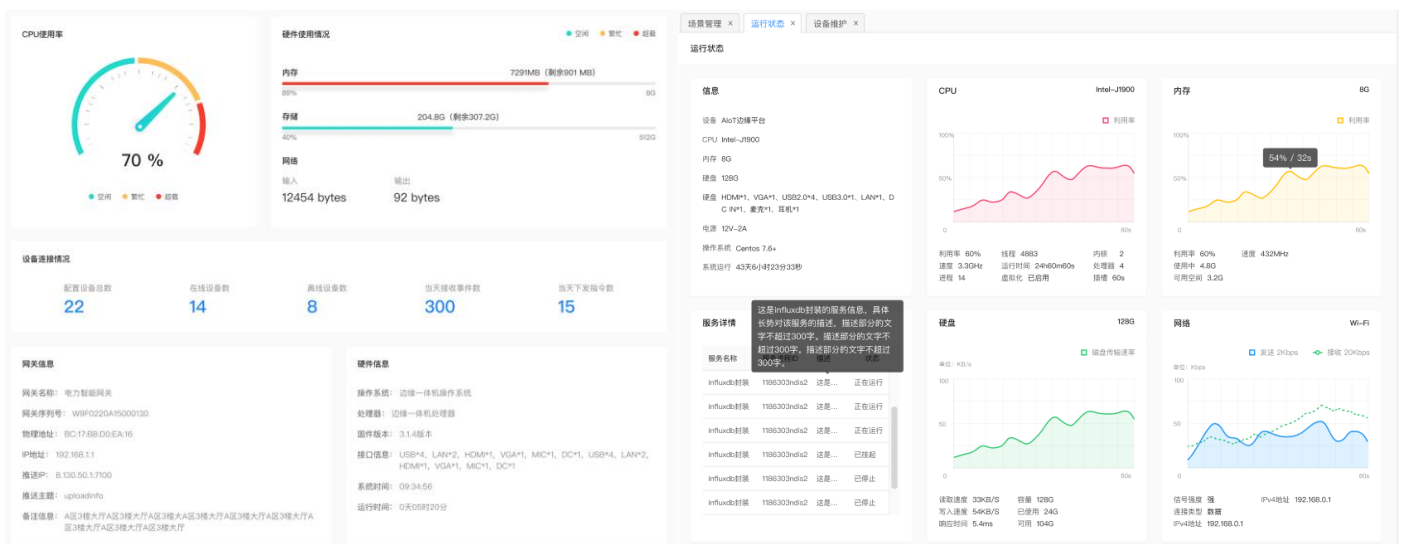 CPU使用率
70 %
空闲 繁忙 超载
硬件使用情况
空闲 繁忙 超载
内存 7291MB（剩余901 MB）
89% 8G
存储 204.8G（剩余307.2G）
40% 512G
网络
输入 输出
12454 bytes 92 bytes
设备连接情况
配置设备总数 在线设备数 离线设备数 当天接收事件数 当天下发指令数
22 14 8 300 15
网关信息
网关名称： 电力智能网关
网关序列号： W9F0220A15000130
物理地址： BC:17:B8:D0:EA:16
IP地址： 192.168.1.1
推送IP： 8.130.50.1:7100
推送主题： uploadinfo
备注信息： A区3楼大厅A区3楼大厅A区3楼大A区3楼大厅A区3楼大厅A区3楼大厅A
区3楼大厅A区3楼大厅A区3楼大厅
硬件信息
操作系统： 边缘一体机操作系统
处理器： 边缘一体机处理器
固件版本： 3.1.4版本
接口信息： USB*4、LAN*2、HDMI*1、VGA*1、MIC*1、DC*1、USB*4、LAN*2、
HDMI*1、VGA*1、MIC*1、DC*1
系统时间： 09:34:56
运行时间： 0天05时20分
场景管理 × 运行状态 × 设备维护 ×
运行状态
信息
设备 AIoT边缘平台
CPU Intel-J1900
内存 8G
硬盘 128G
硬盘 HDMI*1、VGA*1、USB2.0*4、USB3.0*1、LAN*1、D
C IN*1、麦克*1、耳机*1
电源 12V-2A
操作系统 Centos 7.6+
系统运行 43天6小时23分33秒
CPU Intel-J1900
利用率
100%
50%
0 60s
利用率 60% 线程 4883 内核 2
速度 3.3GHz 运行时间 24h60m60s 处理器 4
进程 14 虚拟化 已启用 插槽 60s
内存 8G
利用率
100%
54% / 32s
50%
0 60s
利用率 60% 速度 432MHz
使用中 4.8G
可用空间 3.2G
服务详情
这是influxdb封装的服务信息，具体
长势对该服务的描述，描述部分的文
字不超过300字。描述部分的文字不
超过300字，描述部分的文字不超过
300字。
服务名称 描述 状态
influxdb封装 1186303ndis2 这是... 正在运行
influxdb封装 1186303ndis2 这是... 正在运行
influxdb封装 1186303ndis2 这是... 正在运行
influxdb封装 1186303ndis2 这是... 已挂起
influxdb封装 1186303ndis2 这是... 已停止
influxdb封装 1186303ndis2 这是... 已停止
硬盘 128G
磁盘传输速率
单位：KB/s
100
50
0 60s
读取速度 33KB/S 容量 128G
写入速度 54KB/S 已使用 24G
响应时间 5.4ms 可用 104G
网络 Wi-Fi
发送 2Kbps 接收 20Kbps
单位：Kbps
100
50
0 60s
信号强度 强 IPv4地址 192.168.0.1
连接类型 数据
IPv4地址 192.168.0.1